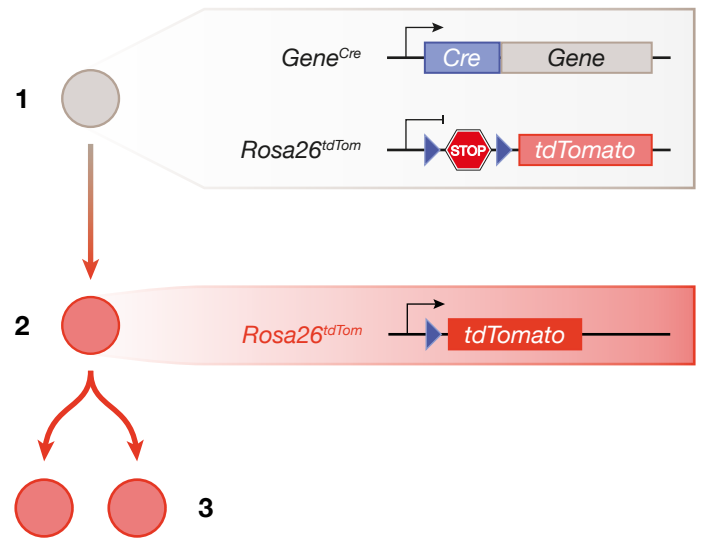 Gene^Cre
Cre Gene
1
Rosa26^tdTom
STOP tdTomato
2
Rosa26^tdTom
tdTomato
3